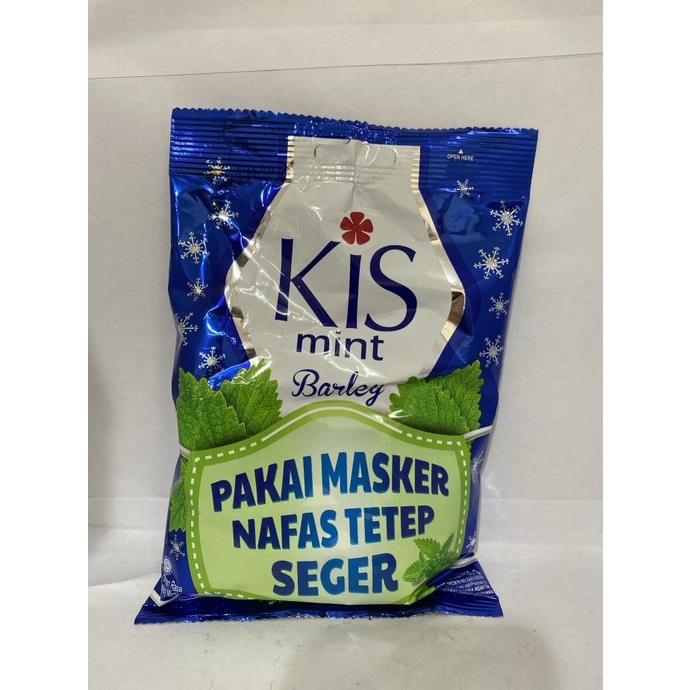 OPEN HERE
KiS
mint
Barley
PAKAI MASKER
NAFAS TETEP
SEGER